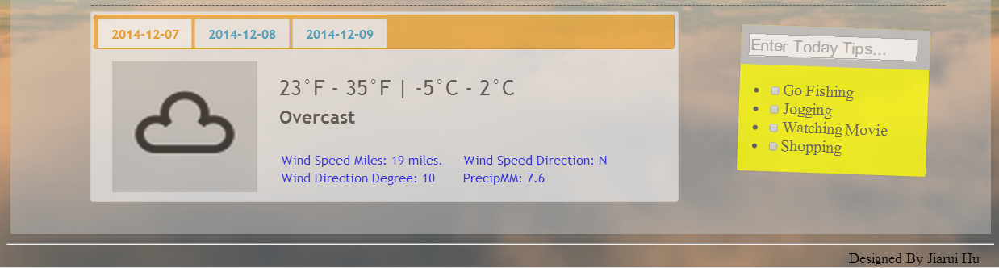 2014-12-07 2014-12-08 2014-12-09
23°F - 35°F | -5°C - 2°C
Overcast
Wind Speed Miles: 19 miles. Wind Speed Direction: N
Wind Direction Degree: 10 PrecipMM: 7.6
Enter Today Tips...
Go Fishing
Jogging
Watching Movie
Shopping
Designed By Jiarui Hu